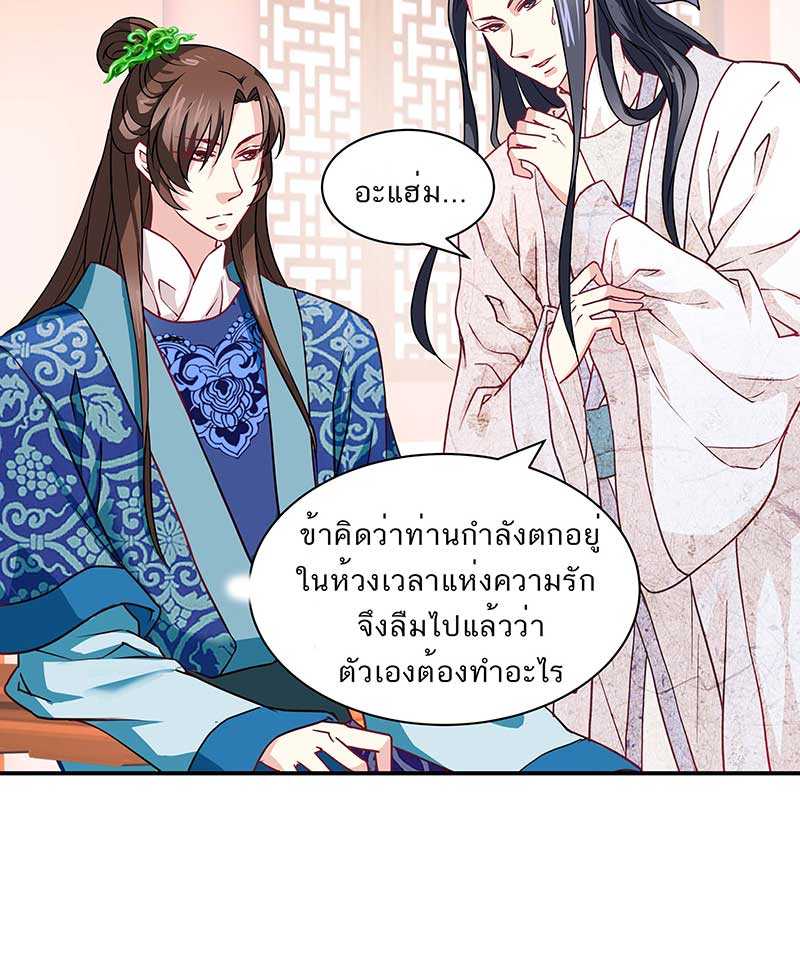 อะแฮ่ม...
ข้าคิดว่าท่านกำลังตกอยู่
ในห้วงเวลาแห่งความรัก
จึงลืมไปแล้วว่า
ตัวเองต้องทำอะไร